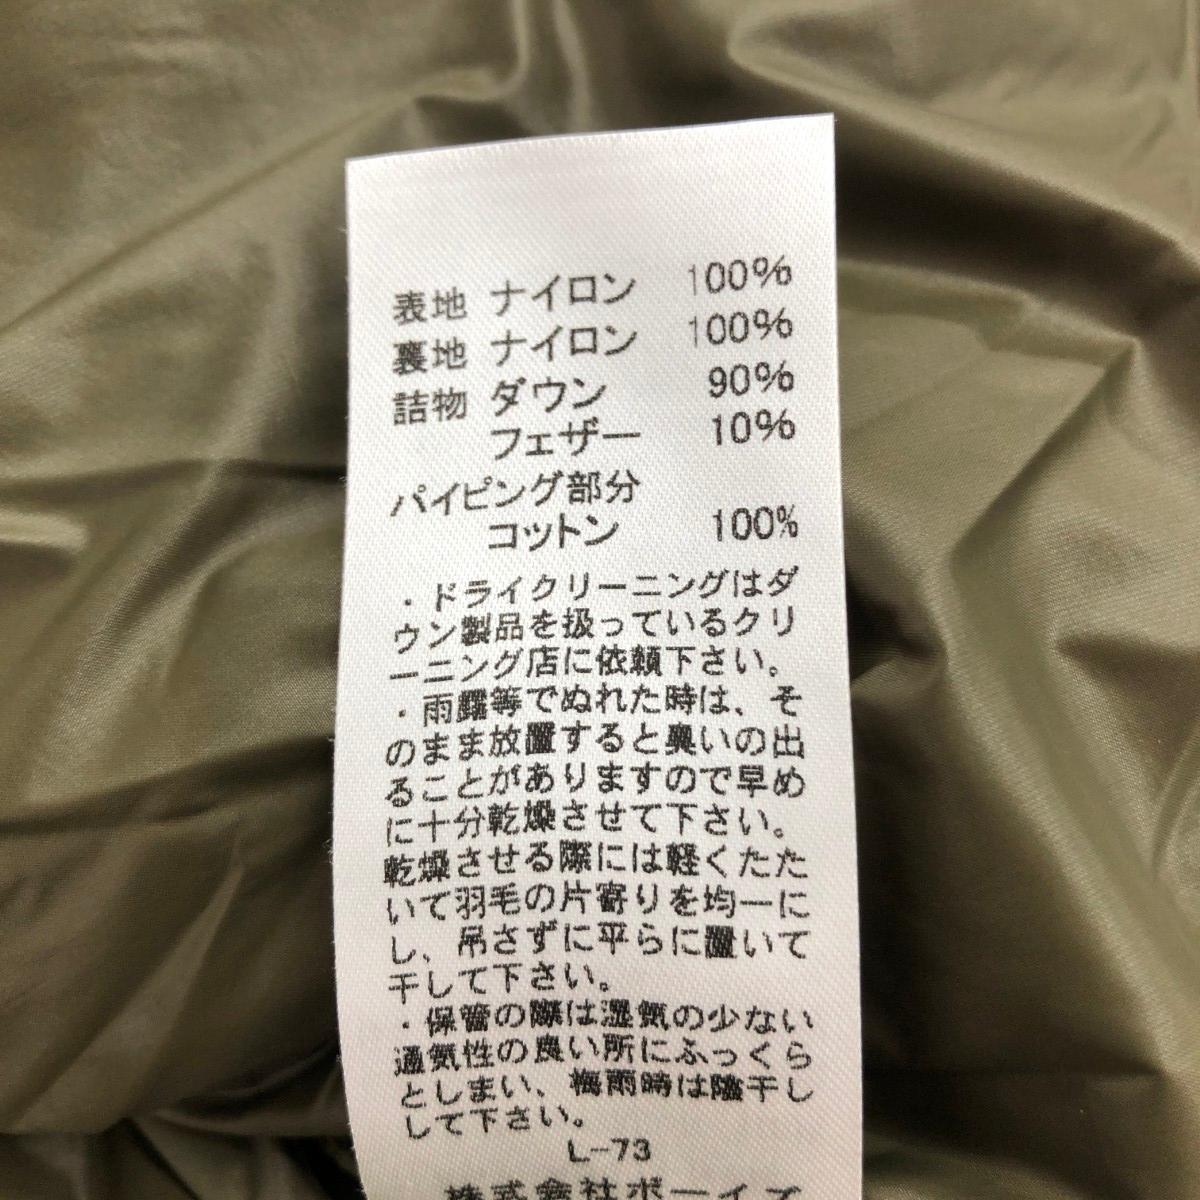 表地 ナイロン 100%
裏地 ナイロン 100%
詰物 ダウン 90%
フェザー 10%
パイピング部分
コットン 100%
・ドライクリーニングはダ
ウン製品を扱っているクリ
ーニング店に依頼下さい。
・雨露等でぬれた時は、そ
のまま放置すると臭いの出
ることがありますので早め
に十分乾燥させて下さい。
乾燥させる際には軽くたた
いて羽毛の片寄りを均一に
し、吊さずに平らに置いて
干して下さい。
・保管の際は湿気の少ない
通気性の良い所にふっくら
としまい、梅雨時は陰干し
して下さい。
L-73
株式会社ボーイズ